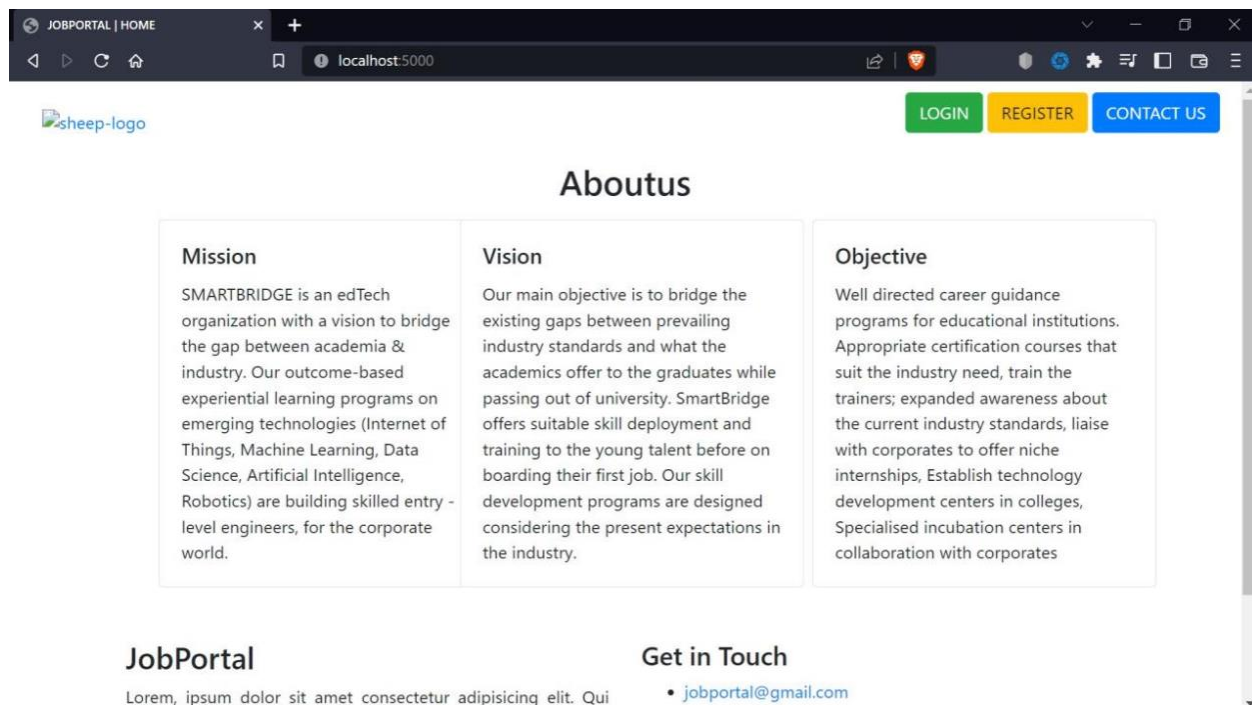 JOBPORTAL | HOME
localhost:5000
sheep-logo
LOGIN
REGISTER
CONTACT US
Aboutus
Mission
SMARTBRIDGE is an edTech
organization with a vision to bridge
the gap between academia &
industry. Our outcome-based
experiential learning programs on
emerging technologies (Internet of
Things, Machine Learning, Data
Science, Artificial Intelligence,
Robotics) are building skilled entry -
level engineers, for the corporate
world.
Vision
Our main objective is to bridge the
existing gaps between prevailing
industry standards and what the
academics offer to the graduates while
passing out of university. SmartBridge
offers suitable skill deployment and
training to the young talent before on
boarding their first job. Our skill
development programs are designed
considering the present expectations in
the industry.
Objective
Well directed career guidance
programs for educational institutions.
Appropriate certification courses that
suit the industry need, train the
trainers; expanded awareness about
the current industry standards, liaise
with corporates to offer niche
internships, Establish technology
development centers in colleges,
Specialised incubation centers in
collaboration with corporates
JobPortal
Lorem, ipsum dolor sit amet consectetur adipisicing elit. Qui
Get in Touch
jobportal@gmail.com